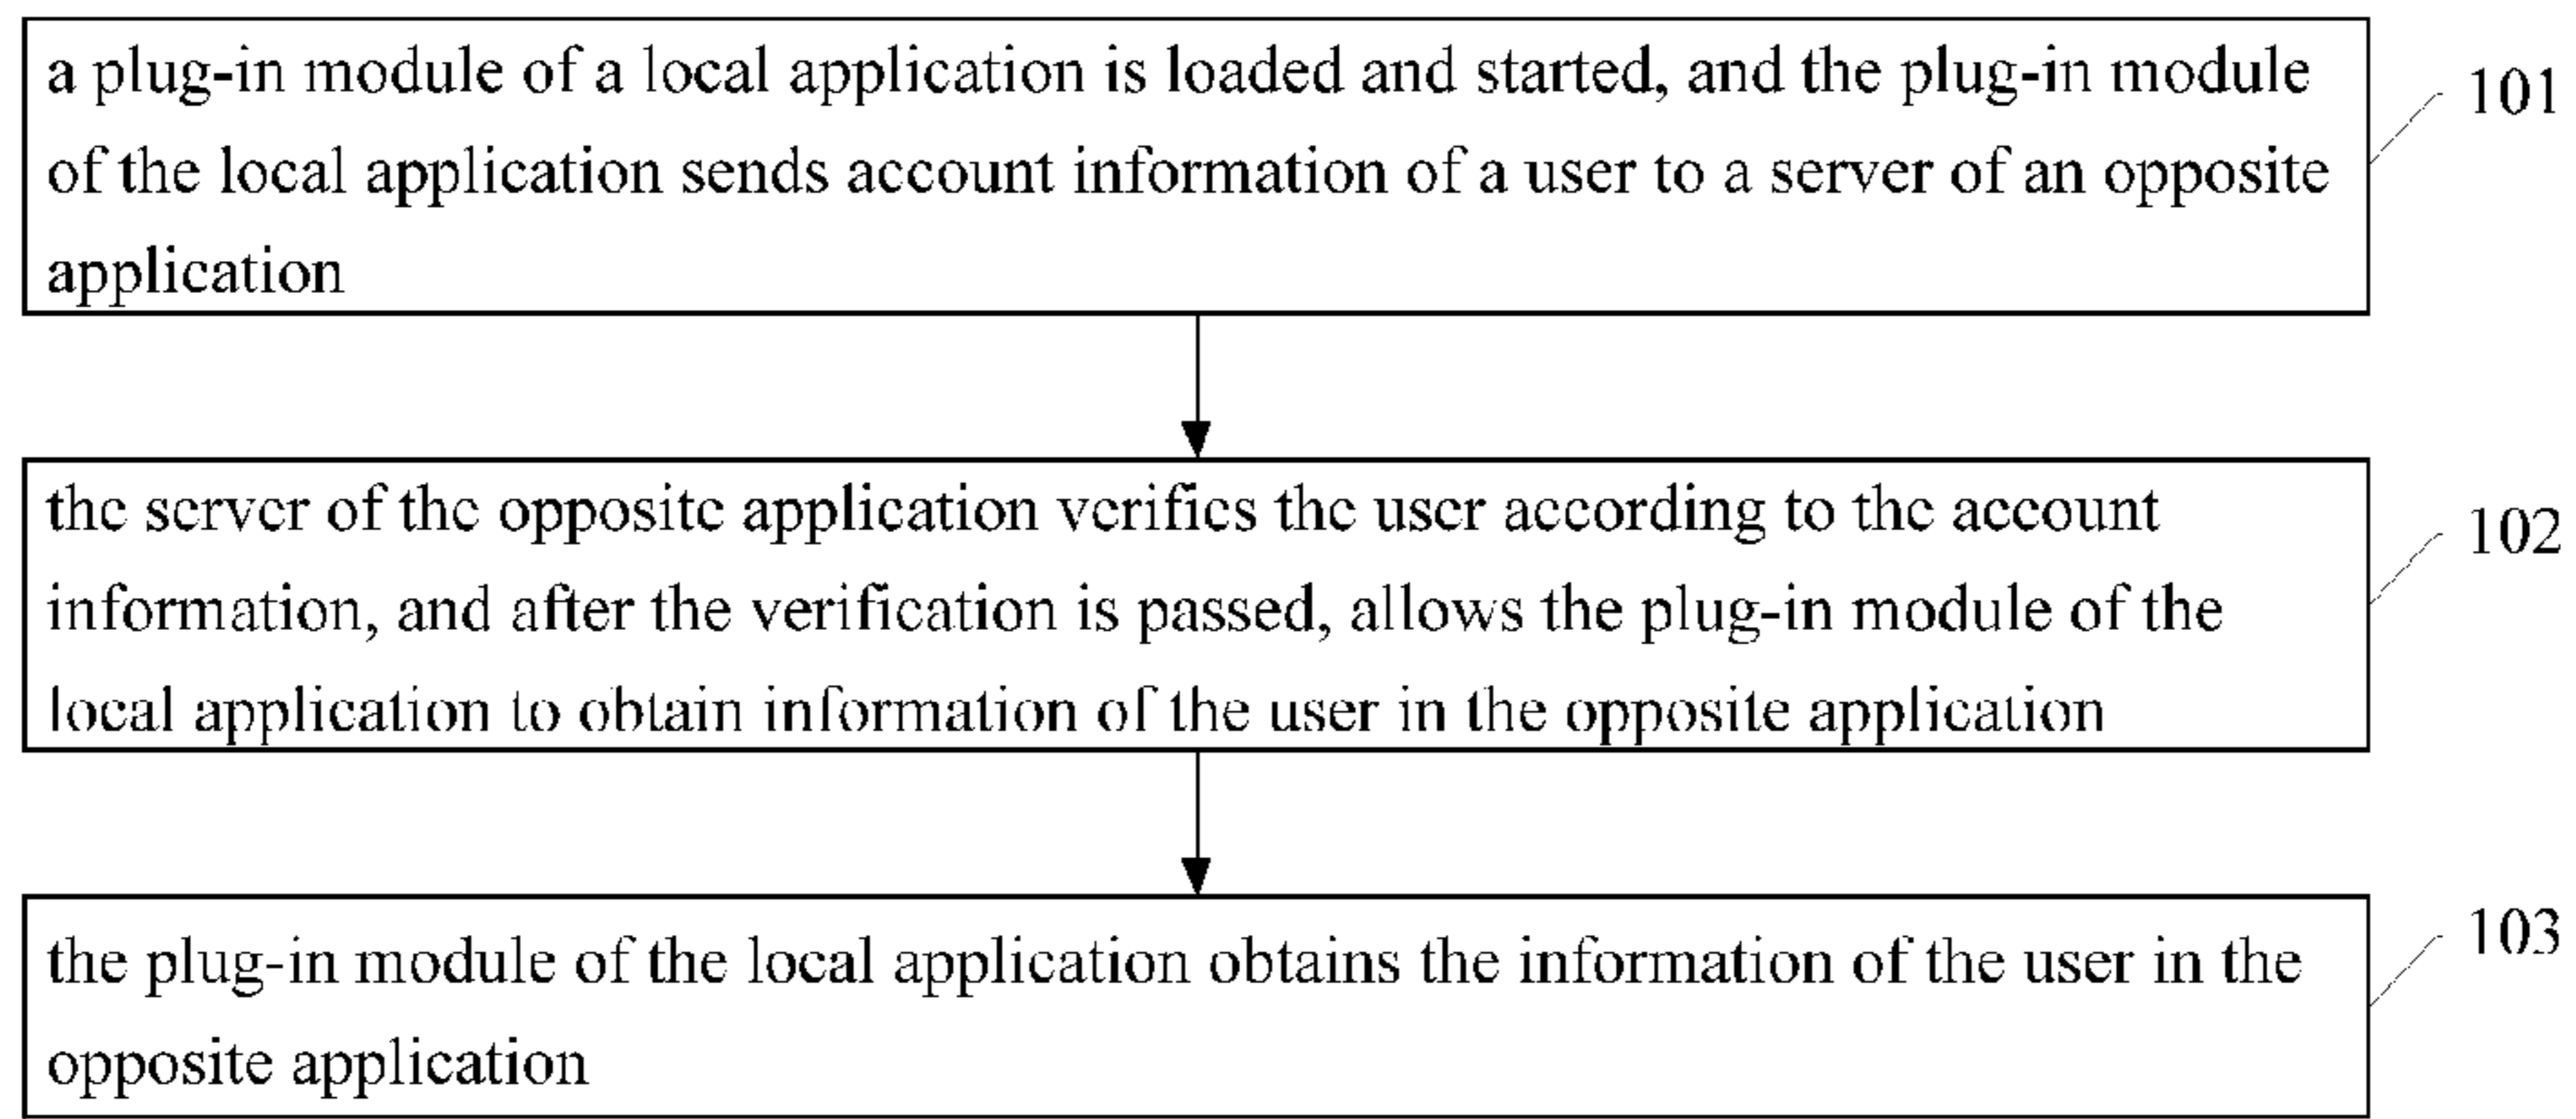 a plug-in module of a local application is loaded and started, and the plug-in module
of the local application sends account information of a user to a server of an opposite
application
101
the server of the opposite application verifies the user according to the account
information, and after the verification is passed, allows the plug-in module of the
local application to obtain information of the user in the opposite application
102
the plug-in module of the local application obtains the information of the user in the
opposite application
103